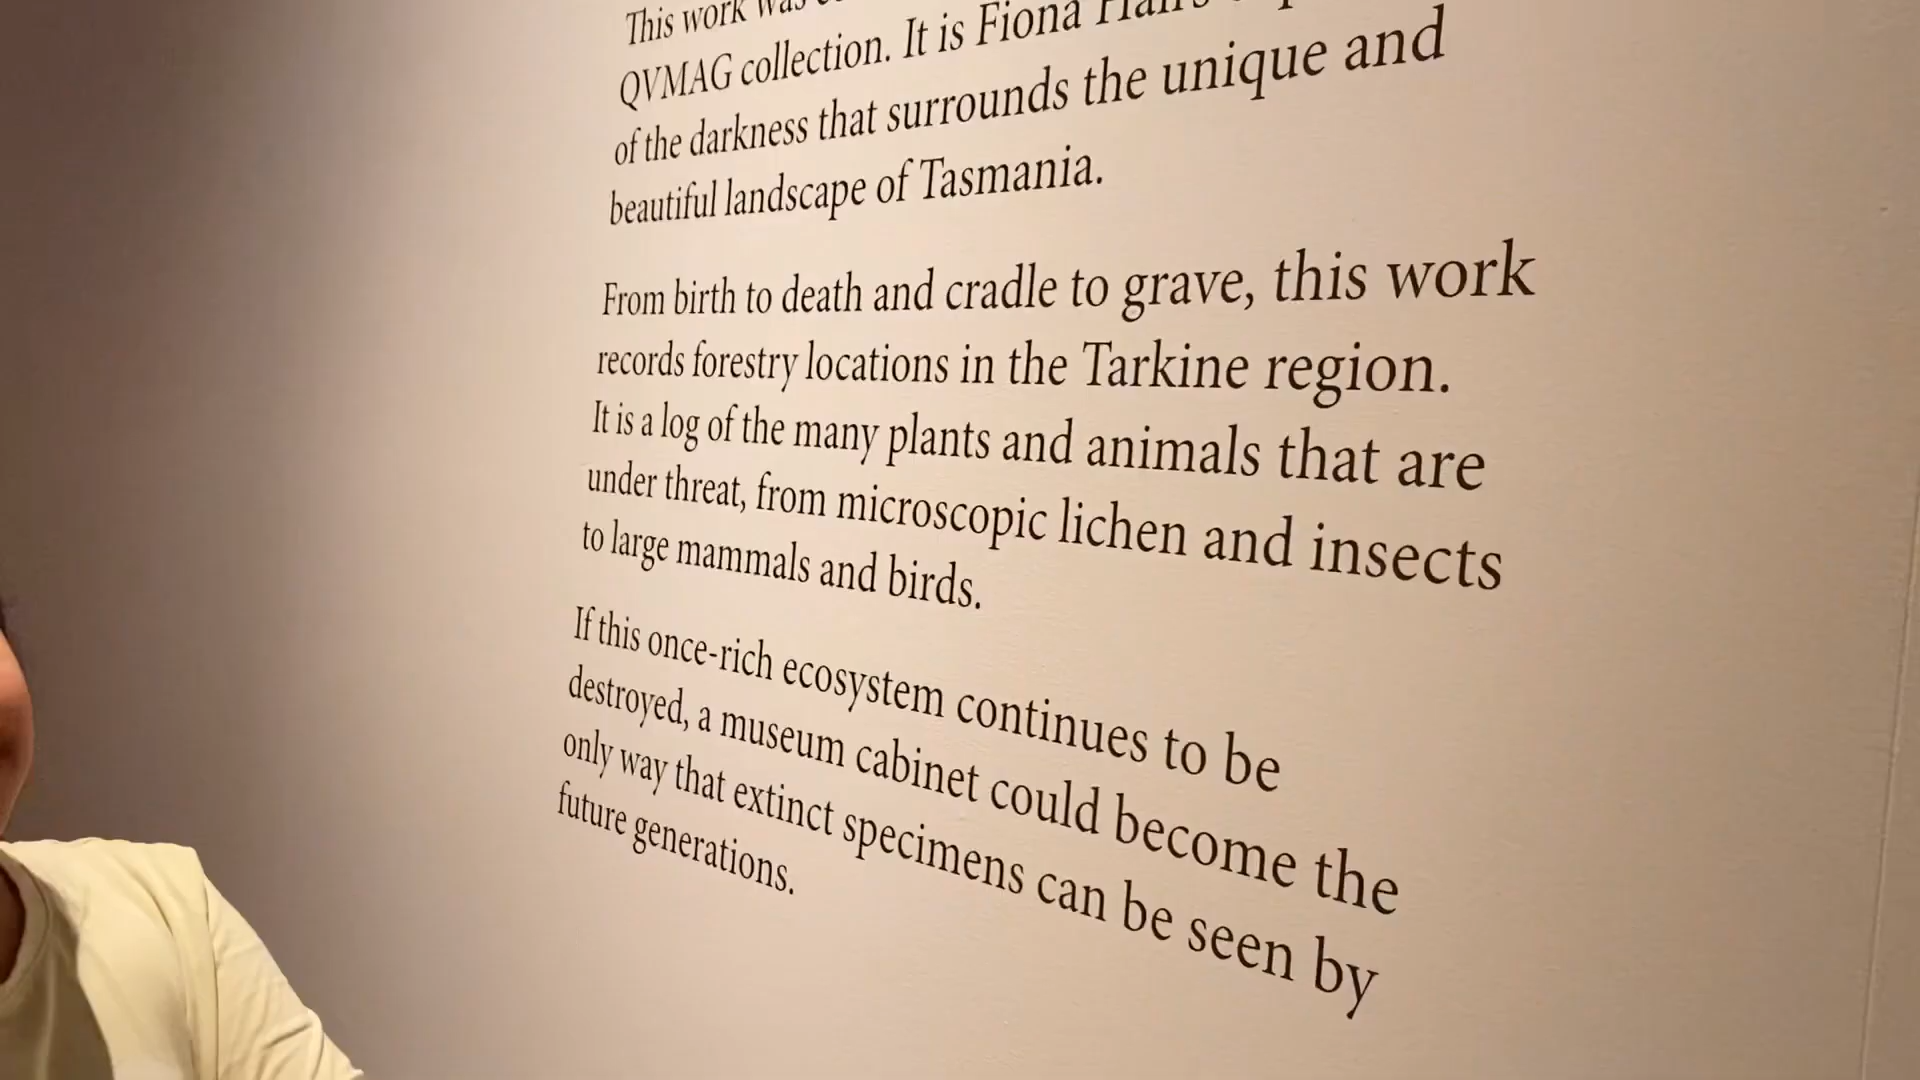 This work was
QVMAG collection. It is Fiona Hall's
of the darkness that surrounds the unique and
beautiful landscape of Tasmania.
From birth to death and cradle to grave, this work
records forestry locations in the Tarkine region.
It is a log of the many plants and animals that are
under threat, from microscopic lichen and insects
to large mammals and birds.
If this once-rich ecosystem continues to be
destroyed, a museum cabinet could become the
only way that extinct specimens can be seen by
future generations.